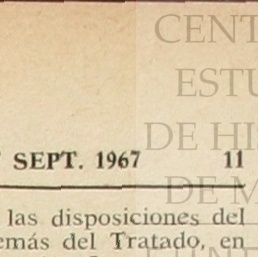 CENT
ESTU
DE HI
SEPT. 1967 11
DE M
las disposiciones del
emás del Tratado, en